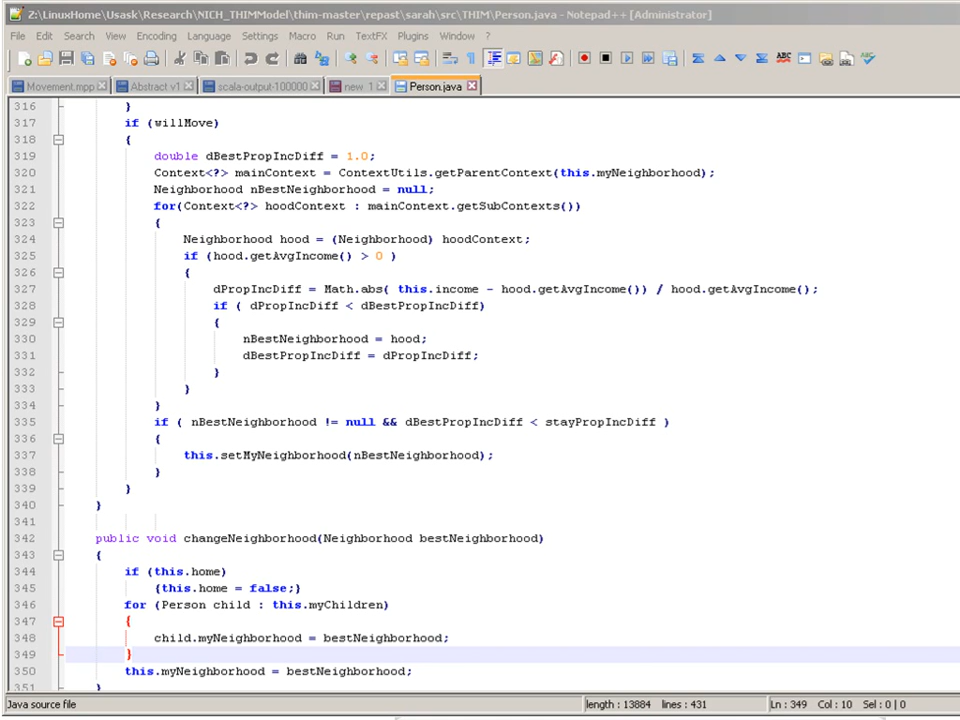 Z:\LinuxHome\Usask\Research\NICH_THIMModel\thim-master\repast\sarah\src\THIM\Person.java - Notepad++ [Administrator]
File Edit Search View Encoding Language Settings Macro Run TextFX Plugins Window ?
Movement.mpp Abstract v1 scala-output-100000 new 1 Person.java
316 }
317 if (willMove)
318 {
319 double dBestPropIncDiff = 1.0;
320 Context<?> mainContext = ContextUtils.getParentContext(this.myNeighborhood);
321 Neighborhood nBestNeighborhood = null;
322 for(Context<?> hoodContext : mainContext.getSubContexts())
323 {
324 Neighborhood hood = (Neighborhood) hoodContext;
325 if (hood.getAvgIncome() > 0 )
326 {
327 dPropIncDiff = Math.abs( this.income - hood.getAvgIncome()) / hood.getAvgIncome();
328 if ( dPropIncDiff < dBestPropIncDiff)
329 {
330 nBestNeighborhood = hood;
331 dBestPropIncDiff = dPropIncDiff;
332 }
333 }
334 }
335 if ( nBestNeighborhood != null && dBestPropIncDiff < stayPropIncDiff )
336 {
337 this.setMyNeighborhood(nBestNeighborhood);
338 }
339 }
340 }
341
342 public void changeNeighborhood(Neighborhood bestNeighborhood)
343 {
344 if (this.home)
345 {this.home = false;}
346 for (Person child : this.myChildren)
347 {
348 child.myNeighborhood = bestNeighborhood;
349 }
350 this.myNeighborhood = bestNeighborhood;
351 }
Java source file length : 13884 lines : 431 Ln : 349 Col : 10 Sel : 0 | 0